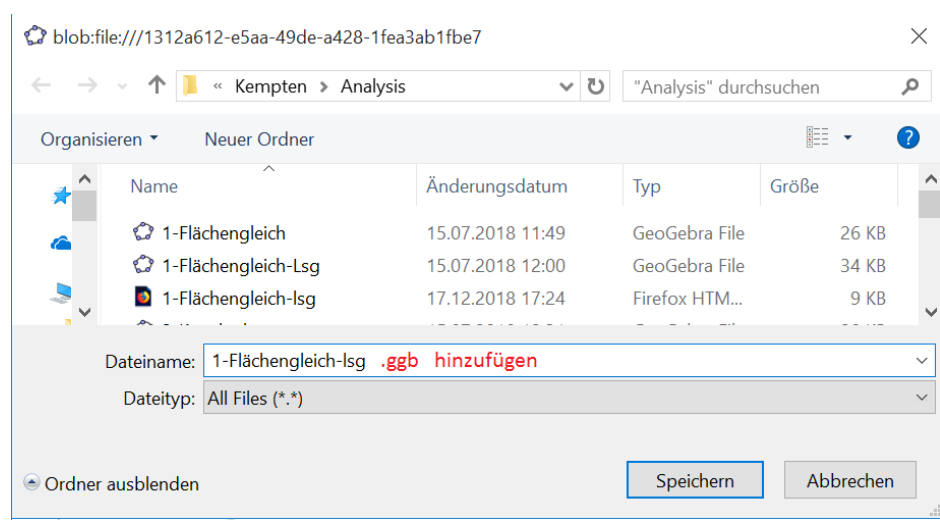 blob:file:///1312a612-e5aa-49de-a428-1fea3ab1fbe7
« Kempten > Analysis "Analysis" durchsuchen
Organisieren Neuer Ordner
Name Änderungsdatum Typ Größe
1-Flächengleich 15.07.2018 11:49 GeoGebra File 26 KB
1-Flächengleich-Lsg 15.07.2018 12:00 GeoGebra File 34 KB
1-Flächengleich-lsg 17.12.2018 17:24 Firefox HTM... 9 KB
Dateiname: 1-Flächengleich-lsg .ggb hinzufügen
Dateityp: All Files (*.*)
Ordner ausblenden Speichern Abbrechen